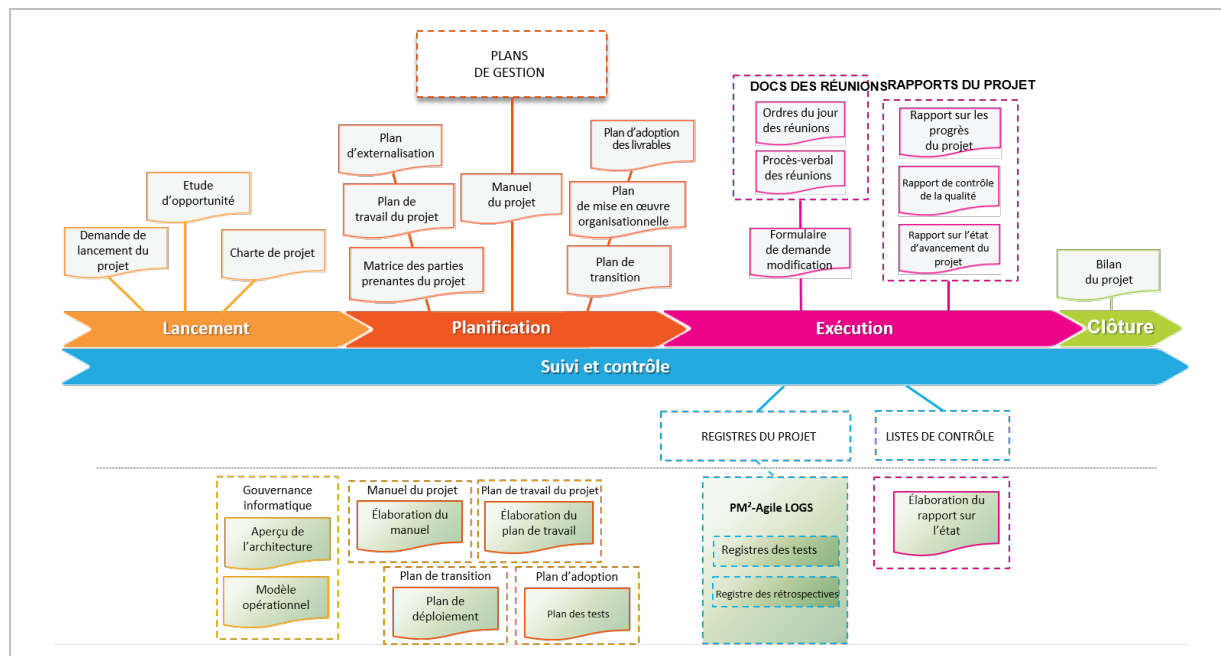 PLANS
DE GESTION
DOCS DES RÉUNIONS
RAPPORTS DU PROJET
Ordres du jour
des réunions
Procès-verbal
des réunions
Rapport sur les
progrès
du projet
Rapport de contrôle
de la qualité
Rapport sur l'état
d'avancement du
projet
Formulaire
de demande
modification
Plan
d'externalisation
Plan de
travail du projet
Matrice des parties
prenantes du projet
Manuel
du projet
Plan d'adoption
des livrables
Plan
de mise en œuvre
organisationnelle
Plan de
transition
Etude
d'opportunité
Demande de
lancement du
projet
Charte de projet
Bilan
du projet
Lancement
Planification
Exécution
Clôture
Suivi et contrôle
REGISTRES DU PROJET
LISTES DE CONTRÔLE
Gouvernance
informatique
Aperçu de
l'architecture
Modèle
opérationnel
Manuel du projet
Élaboration du
manuel
Plan de travail du projet
Élaboration du
plan de travail
Plan de transition
Plan de
déploiement
Plan d'adoption
Plan des tests
PM²-Agile LOGS
Registres des tests
Registre des rétrospectives
Élaboration du
rapport sur
l'état